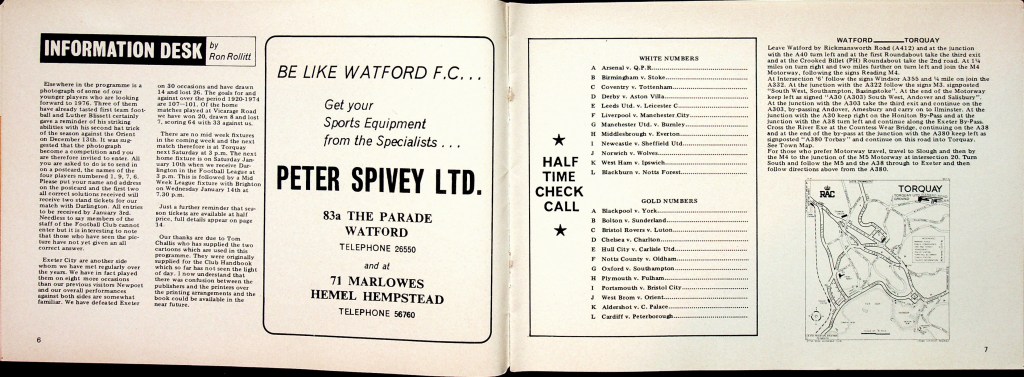 INFORMATION DESK by
Ron Rollitt
Elsewhere in the programme is a
photograph of some of our
younger players who are looking
forward to 1976. Three of them
have already tasted first team foot-
ball and Luther Blissett certainly
gave a reminder of his striking
abilities with his second hat trick
of the season against the Orient
on December 13th. It was sug-
gested that the photograph
become a competition and you
are therefore invited to enter. All
you are asked to do is to send in
on a postcard, the names of the
four players numbered 1, 9, 7, 6.
Please put your name and address
on the postcard and the first two
all correct solutions received will
receive two stand tickets for our
match with Darlington. All entries
to be received by January 3rd.
Needless to say members of the
staff of the Football Club cannot
enter but it is interesting to note
that those who have seen the pic-
ture have not yet given an all
correct answer.
Exeter City are another side
whom we have met regularly over
the years. We have in fact played
them on eight more occasions
than our previous visitors Newport
and our overall performances
against both sides are somewhat
familiar. We have defeated Exeter
on 30 occasions and have drawn
14 and lost 26. The goals for and
against over the period 1920-1974
are 107—101. Of the home
matches played at Vicarage Road
we have won 20, drawn 8 and lost
7, scoring 64 with 33 against us.
There are no mid week fixtures
in the coming week and the next
match therefore is at Torquay
next Saturday at 3 p.m. The next
home fixture is on Saturday Jan-
uary 10th when we receive Dar-
lington in the Football League at
3 p.m. This is followed by a Mid
Week League fixture with Brighton
on Wednesday January 14th at
7.30 p.m.
Just a further reminder that sea-
son tickets are available at half
price, full details appear on page
14.
Our thanks are due to Tom
Challis who has supplied the two
cartoons which are used in this
programme. They were originally
supplied for the Club Handbook
which so far has not seen the light
of day. I now understand that
there was confusion between the
publishers and the printers over
the printing arrangements and the
book could be available in the
near future.
6
BE LIKE WATFORD F.C...
Get your
Sports Equipment
from the Specialists ...
PETER SPIVEY LTD.
83a THE PARADE
WATFORD
TELEPHONE 26550
and at
71 MARLOWES
HEMEL HEMPSTEAD
TELEPHONE 56760
★
HALF
TIME
CHECK
CALL
★
WHITE NUMBERS
A Arsenal v. Q.P.R.
B Birmingham v. Stoke
C Coventry v. Tottenham
D Derby v. Aston Villa
E Leeds Utd. v. Leicester C
F Liverpool v. Manchester City
G Manchester Utd. v. Burnley
H Middlesbrough v. Everton
I Newcastle v. Sheffield Utd
J Norwich v. Wolves
K West Ham v. Ipswich
L Blackburn v. Notts Forest
GOLD NUMBERS
A Blackpool v. York
B Bolton v. Sunderland
C Bristol Rovers v. Luton
D Chelsea v. Charlton
E Hull City v. Carlisle Utd
F Notts County v. Oldham
G Oxford v. Southampton
H Plymouth v. Fulham
I Portsmouth v. Bristol City
J West Brom v. Orient
K Aldershot v. C. Palace
L Cardiff v. Peterborough
WATFORD TORQUAY
Leave Watford by Rickmansworth Road (A412) and at the junction
with the A40 turn left and at the first Roundabout take the third exit
and at the Crooked Billet (PH) Roundabout take the 2nd road. At 1¼
miles on turn right and two miles further on turn left and join the M4
Motorway, following the signs Reading M4.
At Intersection '6' follow the signs Windsor A355 and ¼ mile on join the
A332. At the junction with the A322 follow the signs M3, signposted
"South West, Southampton, Basingstoke". At the end of the Motorway
keep left as signed "A30 (A303) South West, Andover and Salisbury".
At the junction with the A303 take the third exit and continue on the
A303, by-passing Andover, Amesbury and carry on to Ilminster. At the
junction with the A30 keep right on the Honiton By-Pass and at the
junction with the A38 turn left and continue along the Exeter By-Pass.
Cross the River Exe at the Countess Wear Bridge, continuing on the A38
and at the end of the by-pass at the junction with the A380 keep left as
signposted "A380 Torbay" and continue on this road into Torquay.
See Town Map.
For those who prefer Motorway travel, travel to Slough and then by
the M4 to the junction of the M5 Motorway at intersection 20. Turn
South and follow the M5 and the A38 through to Exeter and then
follow directions above from the A380.
RAC
TORQUAY
7